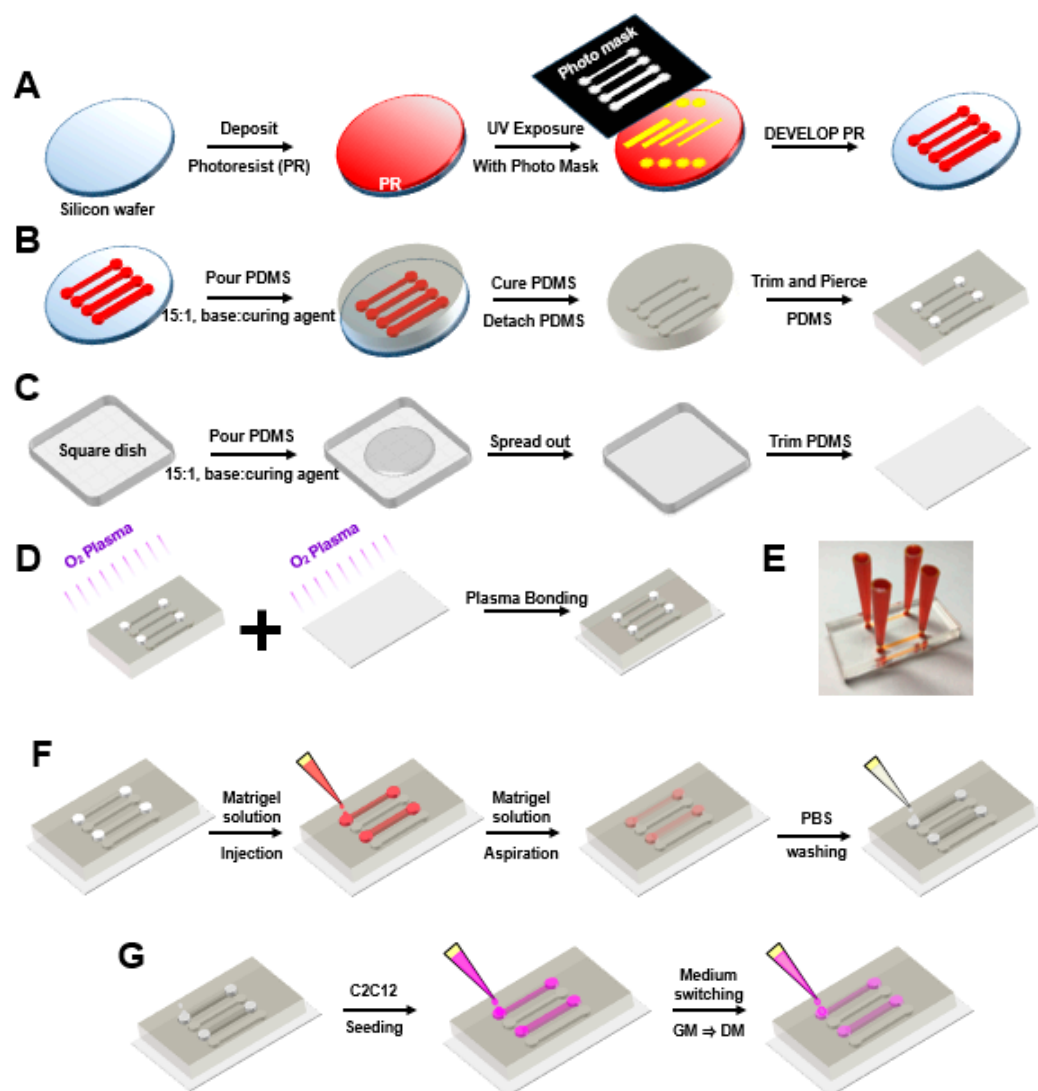 A
Photo mask
Deposit
Photoresist (PR)
UV Exposure
With Photo Mask
DEVELOP PR
PR
Silicon wafer
B
Pour PDMS
15:1, base:curing agent
Cure PDMS
Detach PDMS
Trim and Pierce
PDMS
C
Square dish
Pour PDMS
15:1, base:curing agent
Spread out
Trim PDMS
D
O₂ Plasma
O₂ Plasma
+
Plasma Bonding
E
F
Matrigel
solution
Injection
Matrigel
solution
Aspiration
PBS
washing
G
C2C12
Seeding
Medium
switching
GM ⇒ DM